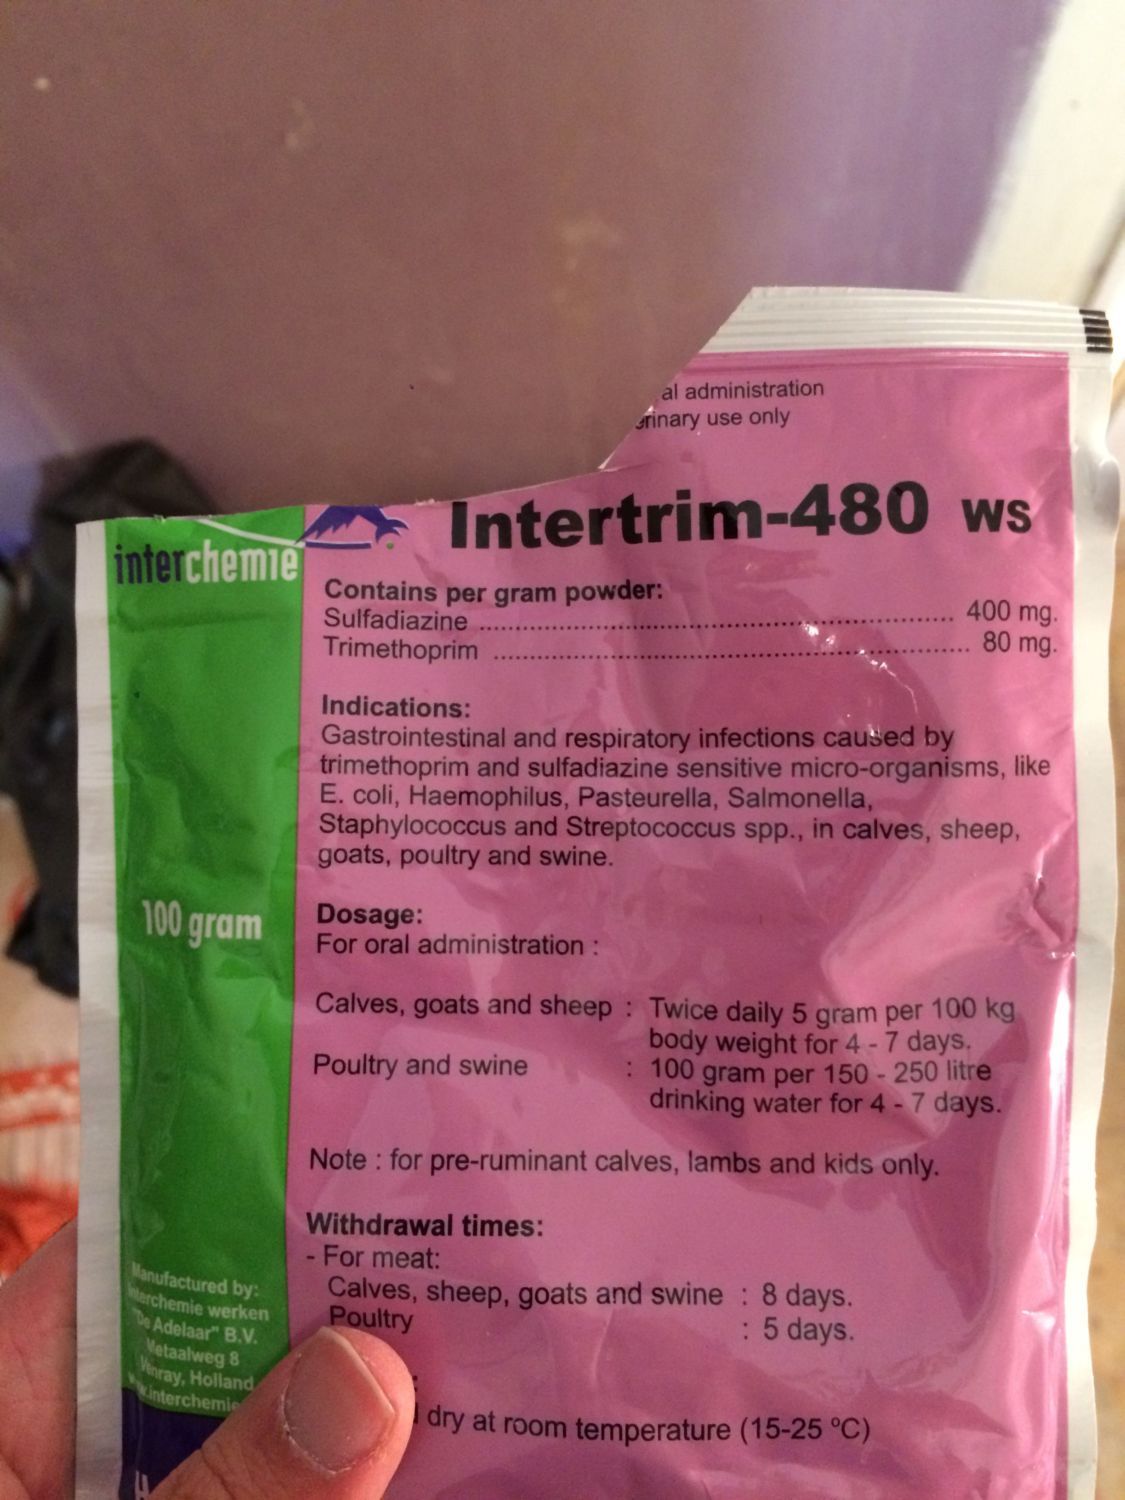 al administration
erinary use only
Intertrim-480 WS
interchemie
Contains per gram powder:
Sulfadiazine ........................................................ 400 mg.
Trimethoprim ........................................................ 80 mg.
Indications:
Gastrointestinal and respiratory infections caused by
trimethoprim and sulfadiazine sensitive micro-organisms, like
E. coli, Haemophilus, Pasteurella, Salmonella,
Staphylococcus and Streptococcus spp., in calves, sheep,
goats, poultry and swine.
100 gram
Dosage:
For oral administration :
Calves, goats and sheep : Twice daily 5 gram per 100 kg
body weight for 4 - 7 days.
Poultry and swine : 100 gram per 150 - 250 litre
drinking water for 4 - 7 days.
Note : for pre-ruminant calves, lambs and kids only.
Withdrawal times:
- For meat:
Calves, sheep, goats and swine : 8 days.
Poultry : 5 days.
dry at room temperature (15-25 ºC)
Manufactured by:
Interchemie werken
"De Adelaar" B.V.
Metaalweg 8
Venray, Holland
www.interchemie